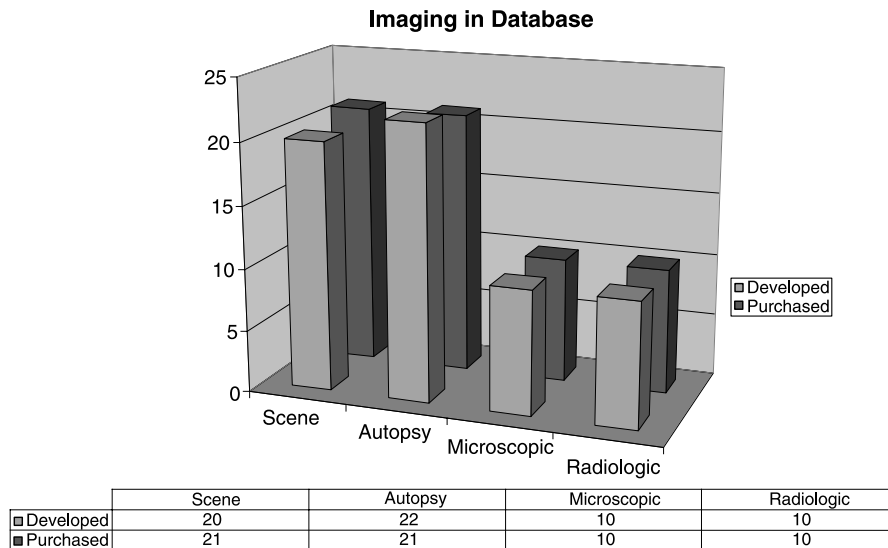 Imaging in Database
25
20
15
10
5
0
Scene
Autopsy
Microscopic
Radiologic
Developed
Purchased
Scene Autopsy Microscopic Radiologic
Developed 20 22 10 10
Purchased 21 21 10 10